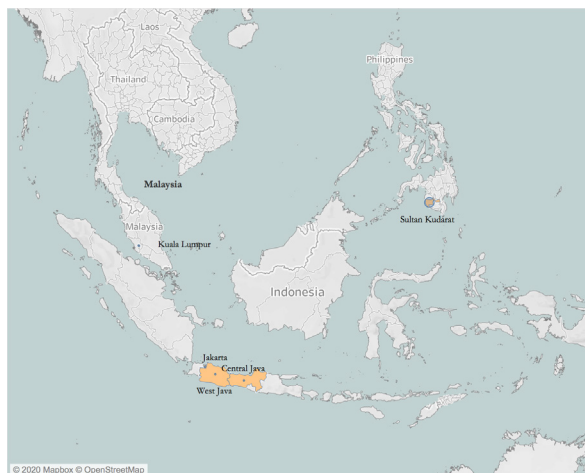 Laos
Philippines
Thailand
Cambodia
Malaysia
Sultan Kudarat
Malaysia
Kuala Lumpur
Indonesia
Jakarta
Central Java
West Java
© 2020 Mapbox © OpenStreetMap